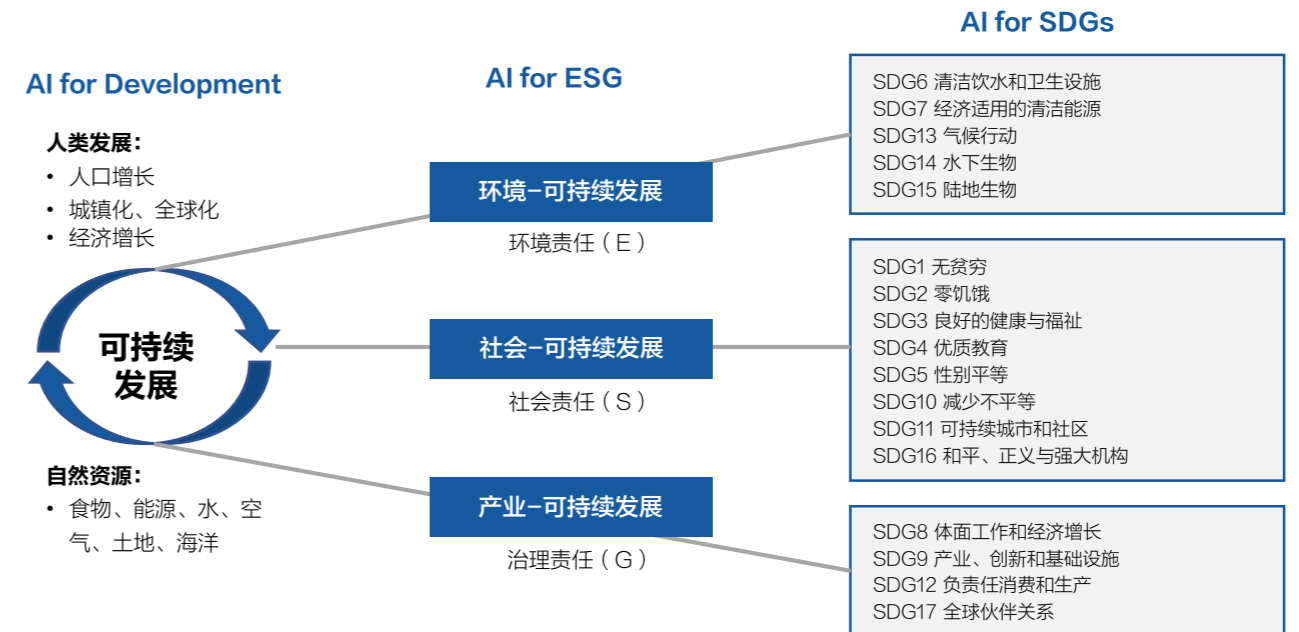 AI for Development
人类发展：
• 人口增长
• 城镇化、全球化
• 经济增长
可持续
发展
自然资源：
• 食物、能源、水、空
气、土地、海洋
AI for ESG
环境–可持续发展
环境责任（E）
社会–可持续发展
社会责任（S）
产业–可持续发展
治理责任（G）
AI for SDGs
SDG6 清洁饮水和卫生设施
SDG7 经济适用的清洁能源
SDG13 气候行动
SDG14 水下生物
SDG15 陆地生物
SDG1 无贫穷
SDG2 零饥饿
SDG3 良好的健康与福祉
SDG4 优质教育
SDG5 性别平等
SDG10 减少不平等
SDG11 可持续城市和社区
SDG16 和平、正义与强大机构
SDG8 体面工作和经济增长
SDG9 产业、创新和基础设施
SDG12 负责任消费和生产
SDG17 全球伙伴关系